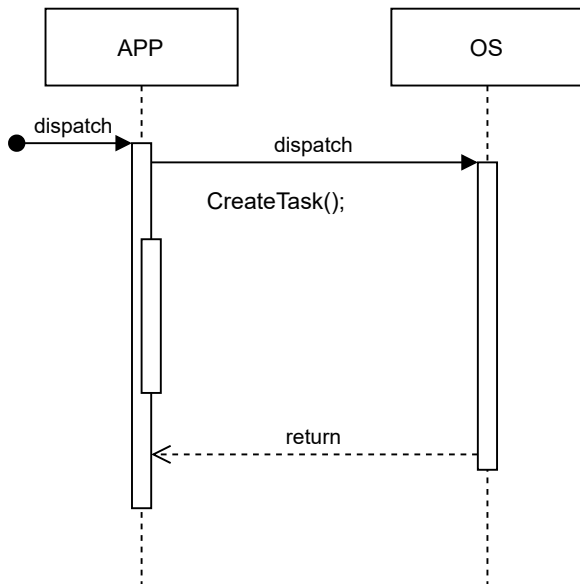 APP
OS
dispatch
dispatch
CreateTask();
return